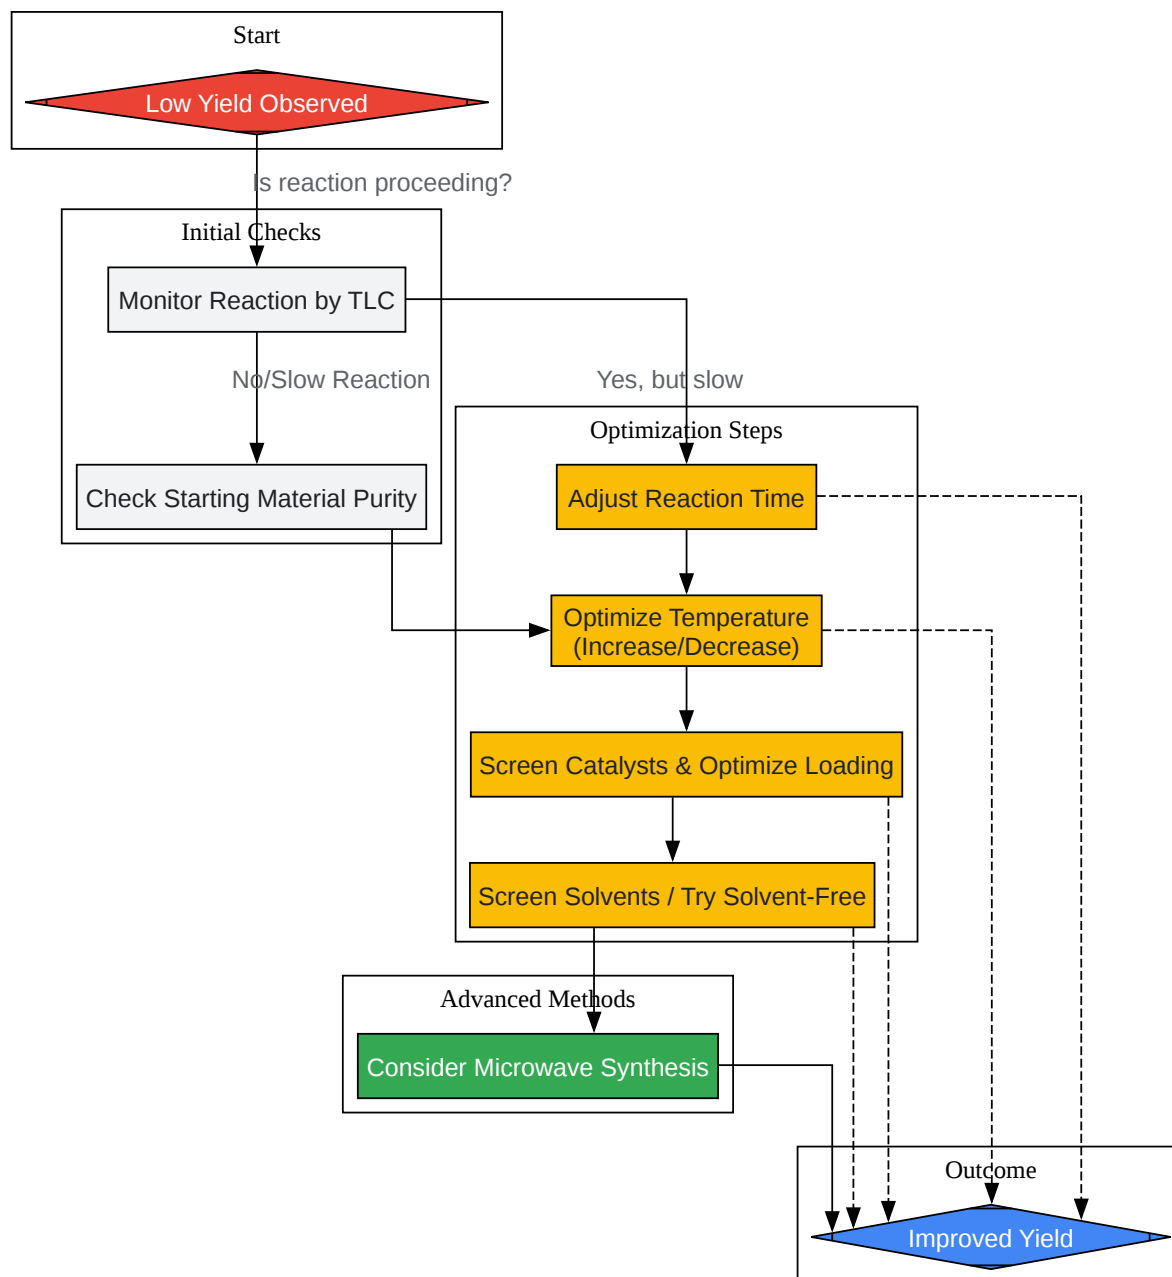 Start
Low Yield Observed
Is reaction proceeding?
Initial Checks
Monitor Reaction by TLC
No/Slow Reaction
Yes, but slow
Optimization Steps
Check Starting Material Purity
Adjust Reaction Time
Optimize Temperature
(Increase/Decrease)
Screen Catalysts & Optimize Loading
Screen Solvents / Try Solvent-Free
Advanced Methods
Consider Microwave Synthesis
Outcome
Improved Yield